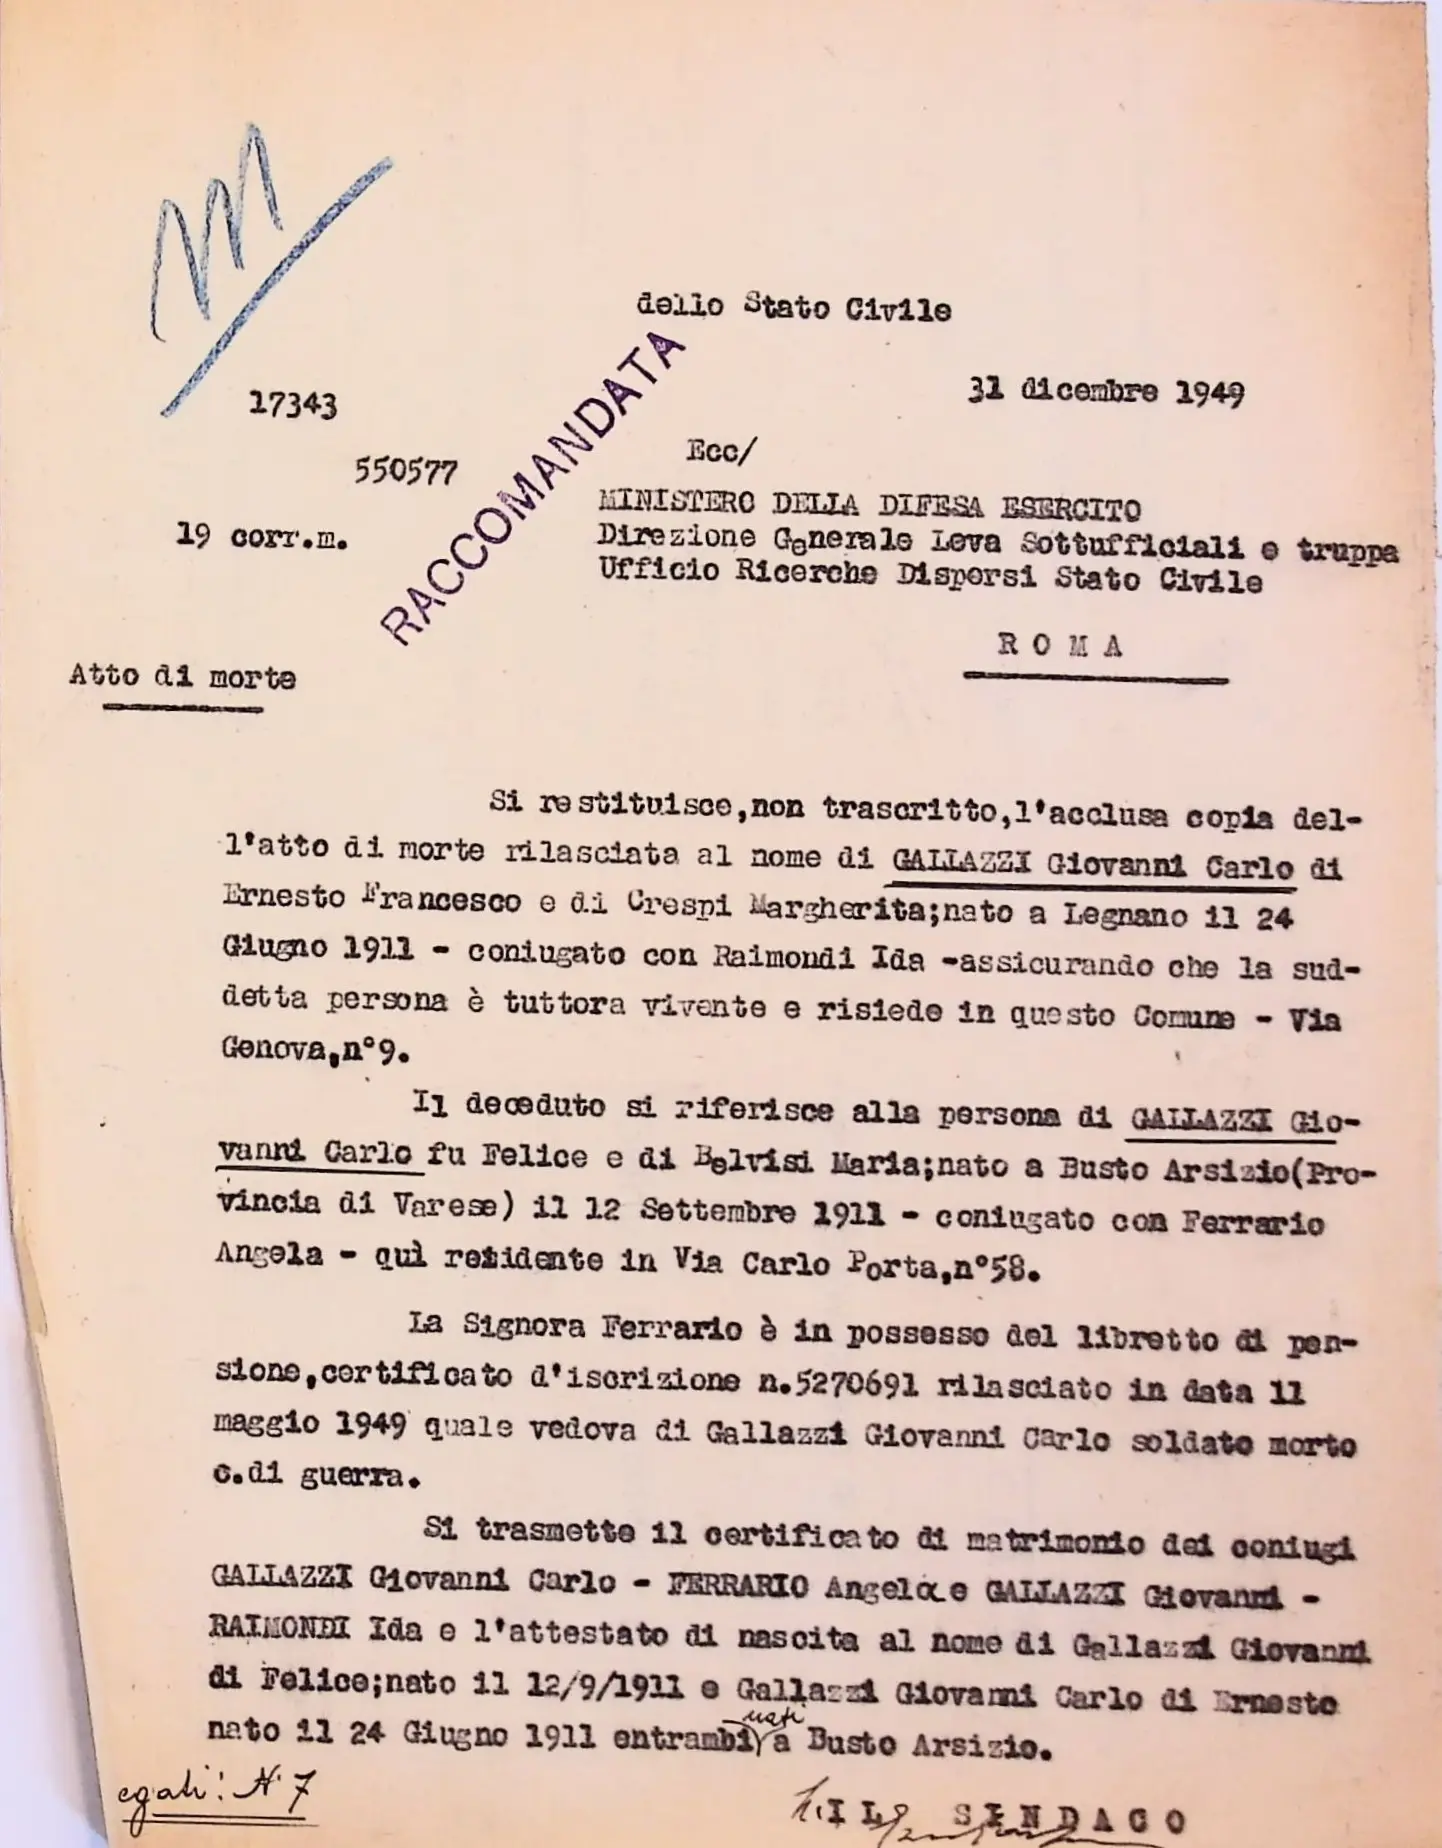 dello Stato Civile
31 dicembre 1949
17343
RACCOMANDATA
Ecc/
550577
MINISTERO DELLA DIFESA ESERCITO
19 corr.m.
Direzione Generale Leva Sottufficiali e truppa
Ufficio Ricerche Dispersi Stato Civile
ROMA
Atto di morte
Si restituisce,non trascritto,l'acclusa copia del-
l'atto di morte rilasciata al nome di GALLAZZI Giovanni Carlo di
Ernesto Francesco e di Crespi Margherita;nato a Legnano il 24
Giugno 1911 - coniugato con Raimondi Ida -assicurando che la sud-
detta persona è tuttora vivente e risiede in questo Comune - Via
Genova,n°9.
Il deceduto si riferisce alla persona di GALLAZZI Gio-
vanni Carlo fu Felice e di Belvisi Maria;nato a Busto Arsizio(Pro-
vincia di Varese) il 12 Settembre 1911 - coniugato con Ferrario
Angela - quì residente in Via Carlo Porta,n°58.
La Signora Ferrario è in possesso del libretto di pen-
sione,certificato d'iscrizione n.5270691 rilasciato in data 11
maggio 1949 quale vedova di Gallazzi Giovanni Carlo soldato morto
c.di guerra.
Si trasmette il certificato di matrimonio dei coniugi
GALLAZZI Giovanni Carlo - FERRARIO Angela e GALLAZZI Giovanni -
RAIMONDI Ida e l'attestato di nascita al nome di Gallazzi Giovanni
di Felice;nato il 12/9/1911 e Gallazzi Giovanni Carlo di Ernesto
nato il 24 Giugno 1911 entrambi nati a Busto Arsizio.
egati: N° 7
IL SINDACO